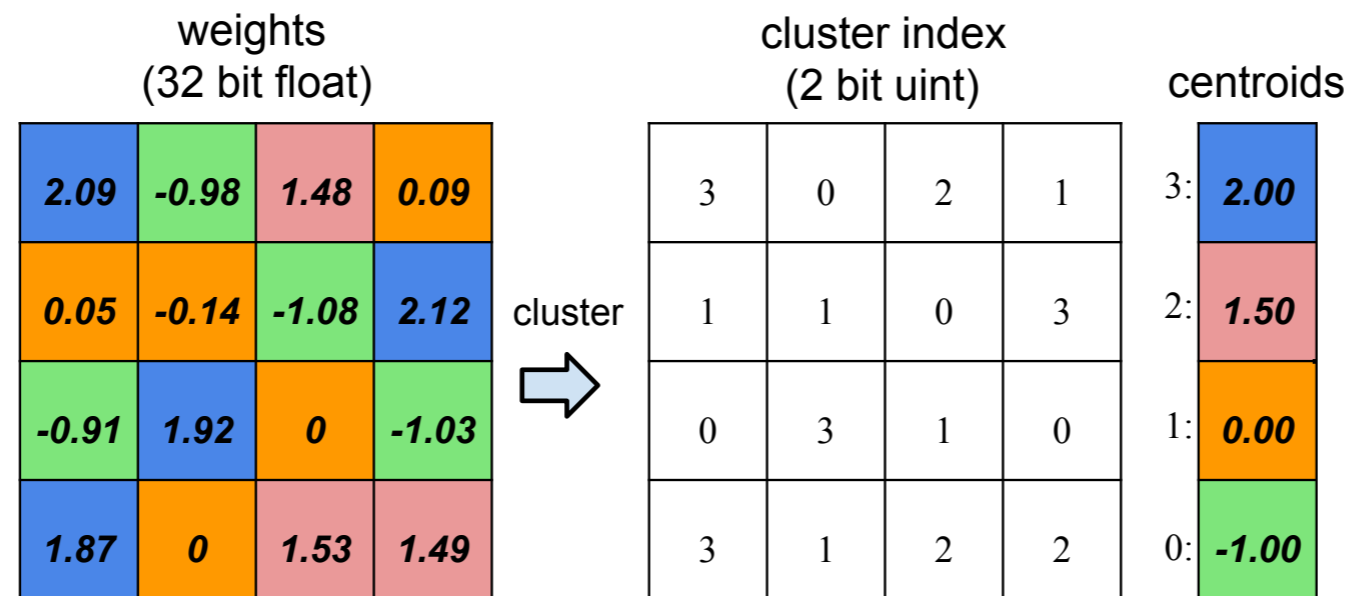 weights
(32 bit float)
cluster index
(2 bit uint)
centroids
2.09 -0.98 1.48 0.09
3 0 2 1
3: 2.00
0.05 -0.14 -1.08 2.12
cluster
1 1 0 3
2: 1.50
-0.91 1.92 0 -1.03
0 3 1 0
1: 0.00
1.87 0 1.53 1.49
3 1 2 2
0: -1.00